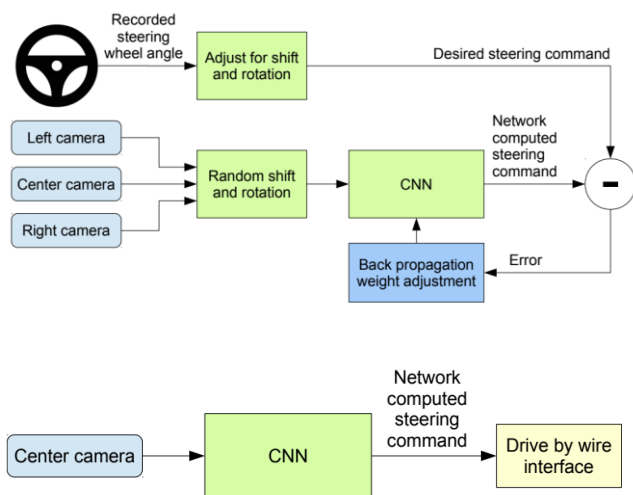 Recorded
steering
wheel angle
Adjust for shift
and rotation
Desired steering command
Left camera
Center camera
Right camera
Random shift
and rotation
CNN
Network
computed
steering
command
-
Back propagation
weight adjustment
Error
Center camera
CNN
Network
computed
steering
command
Drive by wire
interface